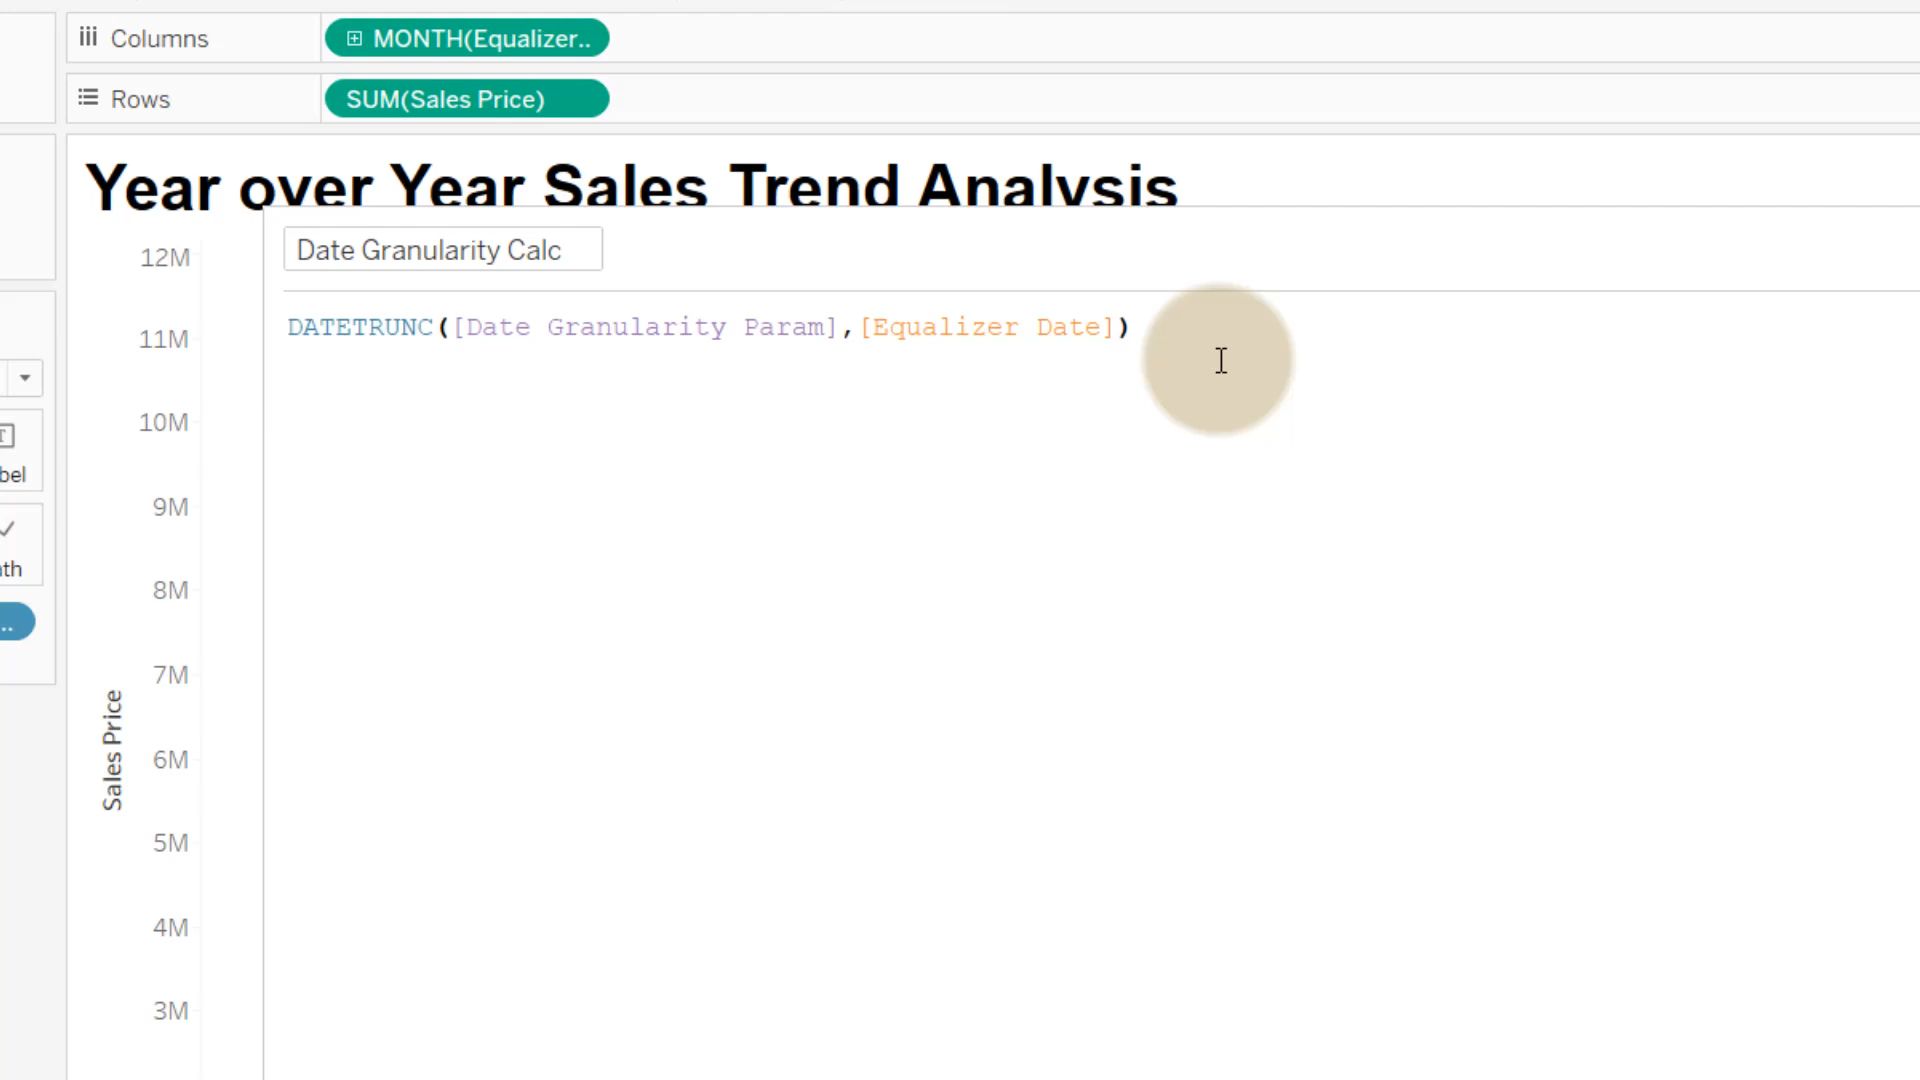 Columns
MONTH(Equalizer..
Rows
SUM(Sales Price)
Year over Year Sales Trend Analysis
Date Granularity Calc
DATETRUNC([Date Granularity Param],[Equalizer Date])
12M
11M
10M
9M
8M
7M
6M
5M
4M
3M
Sales Price
bel
th
..